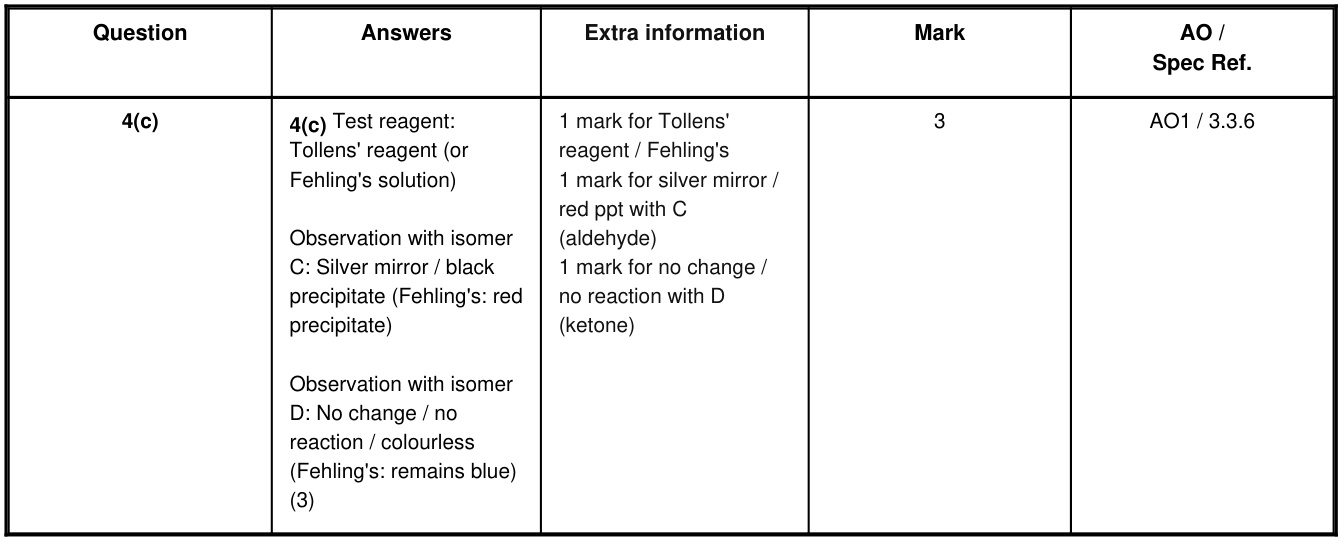 Question
Answers
Extra information
Mark
AO /
Spec Ref.
4(c)
4(c) Test reagent:
Tollens' reagent (or
Fehling's solution)
Observation with isomer
C: Silver mirror / black
precipitate (Fehling's: red
precipitate)
Observation with isomer
D: No change / no
reaction / colourless
(Fehling's: remains blue)
(3)
1 mark for Tollens'
reagent / Fehling's
1 mark for silver mirror /
red ppt with C
(aldehyde)
1 mark for no change /
no reaction with D
(ketone)
3
AO1 / 3.3.6